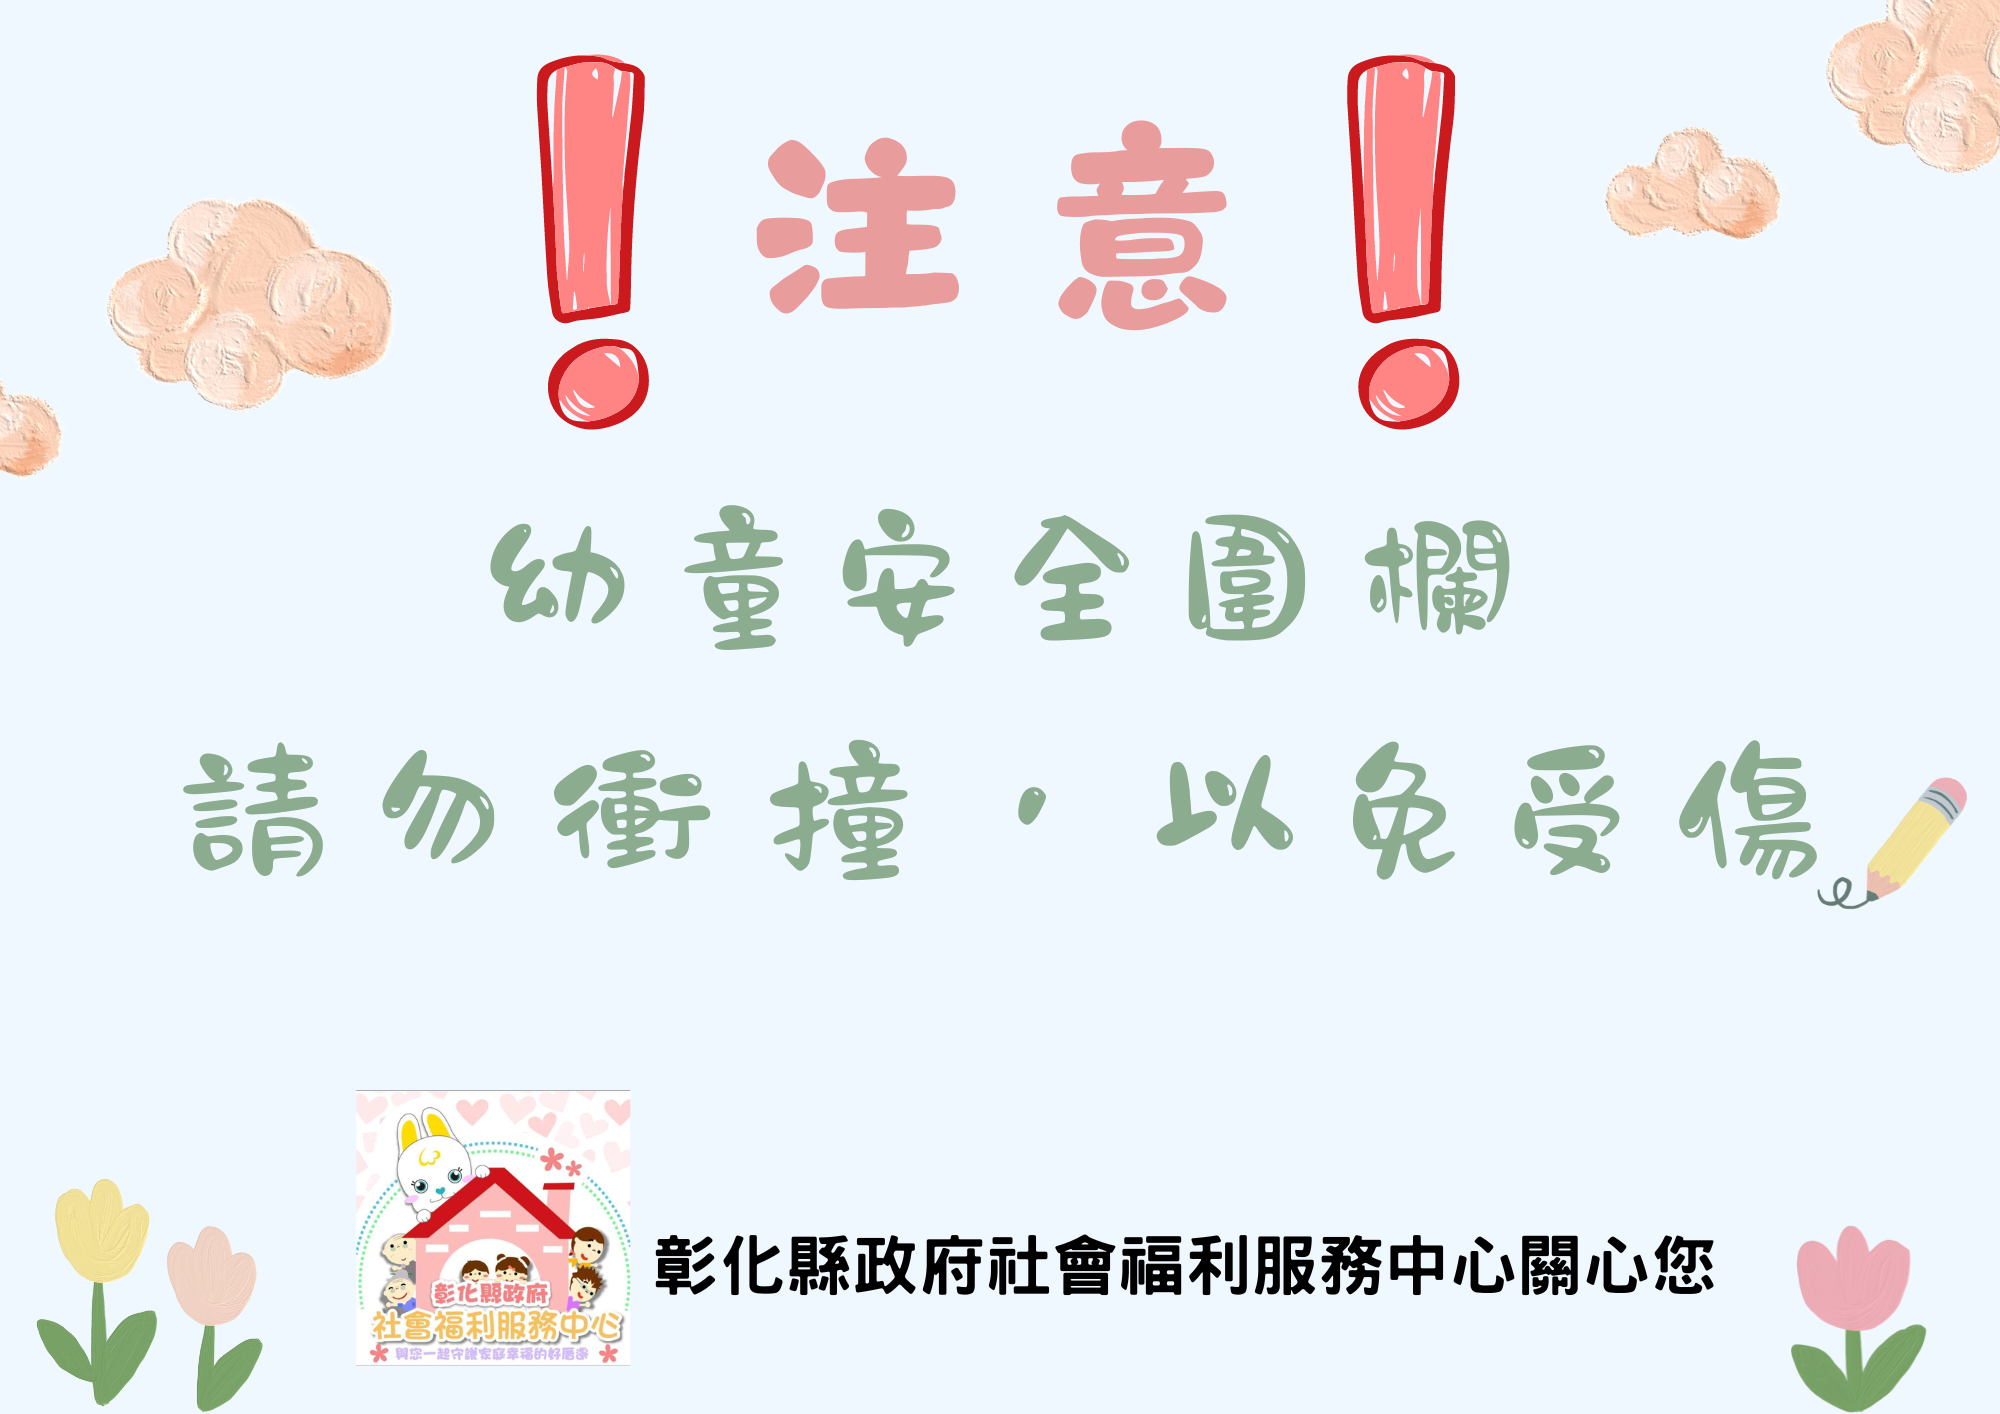 ！注意！
幼童安全圍欄
請勿衝撞，以免受傷
彰化縣政府
社會福利服務中心
與您一起守護家庭幸福的好厝邊
彰化縣政府社會福利服務中心關心您